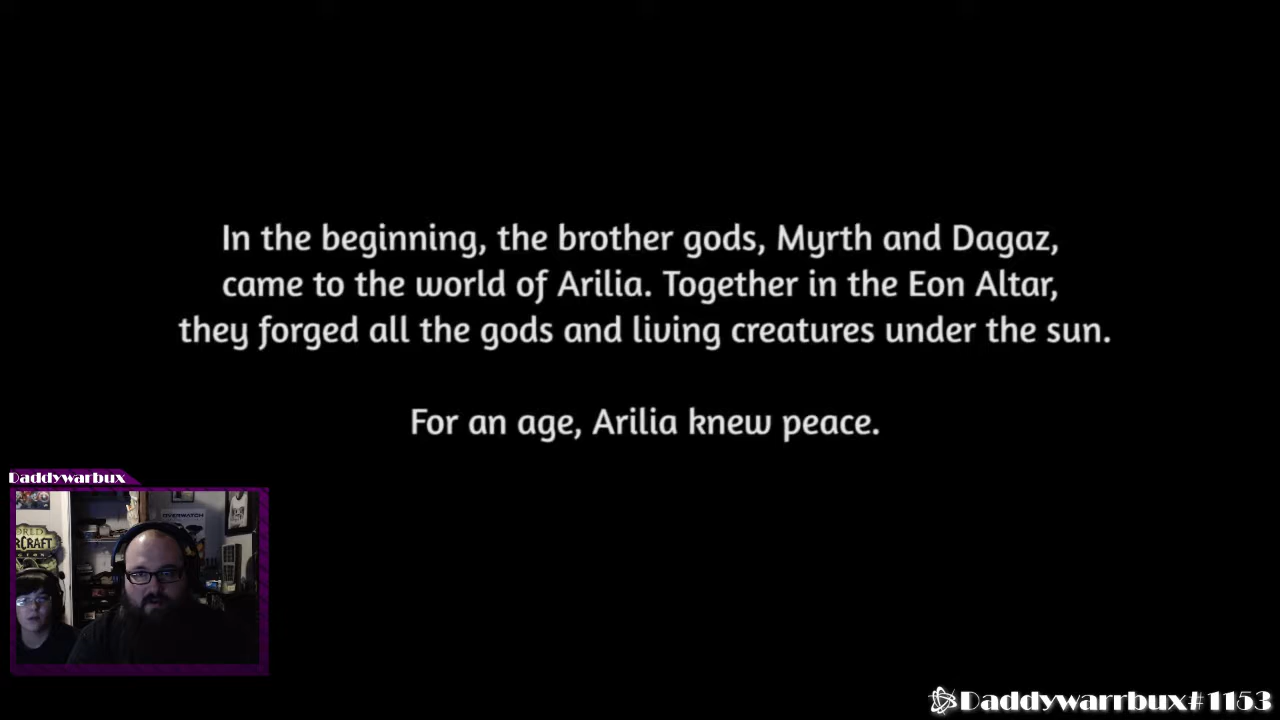 In the beginning, the brother gods, Myrth and Dagaz,
came to the world of Arilia. Together in the Eon Altar,
they forged all the gods and living creatures under the sun.
For an age, Arilia knew peace.
Daddywarbux
OVERWATCH
Daddywarrbux#1153